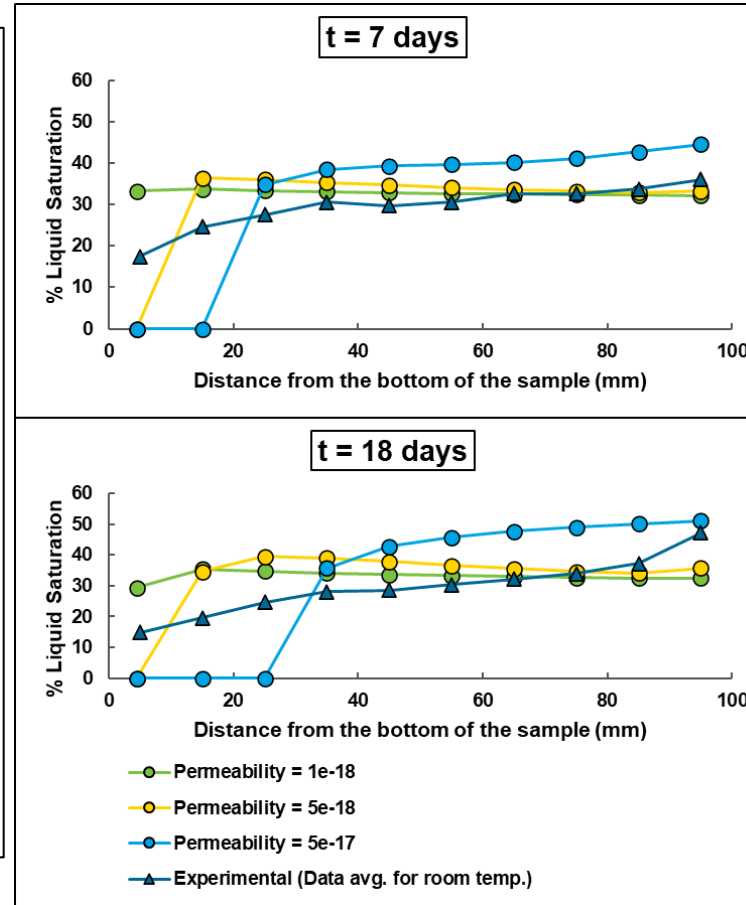 t = 7 days
60
50
40
30
20
10
0
% Liquid Saturation
0 20 40 60 80 100
Distance from the bottom of the sample (mm)
t = 18 days
60
50
40
30
20
10
0
% Liquid Saturation
0 20 40 60 80 100
Distance from the bottom of the sample (mm)
Permeability = 1e-18
Permeability = 5e-18
Permeability = 5e-17
Experimental (Data avg. for room temp.)